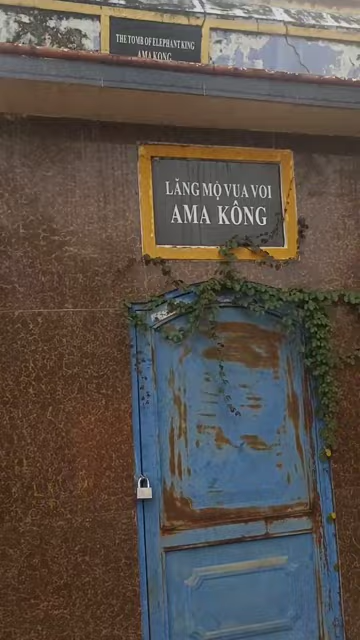 THE TOMB OF ELEPHANT KING
AMA KONG
LĂNG MỘ VUA VOI
AMA KÔNG